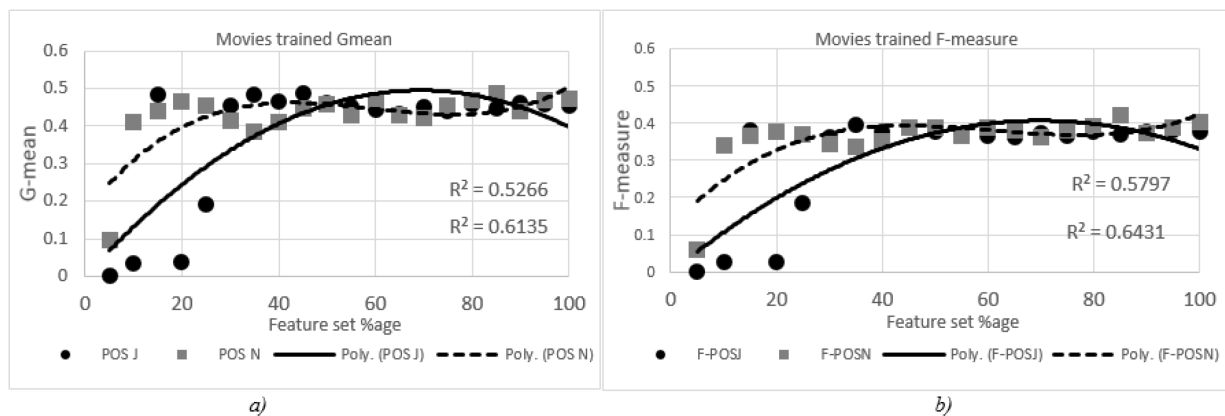 Movies trained Gmean
0.6
0.5
0.4
0.3
0.2
0.1
0
G-mean
R² = 0.5266
R² = 0.6135
0 20 40 60 80 100
Feature set %age
POS J POS N Poly. (POS J) Poly. (POS N)
a)
Movies trained F-measure
0.6
0.5
0.4
0.3
0.2
0.1
0
F-measure
R² = 0.5797
R² = 0.6431
0 20 40 60 80 100
Feature set %age
F-POSJ F-POSN Poly. (F-POSJ) Poly. (F-POSN)
b)